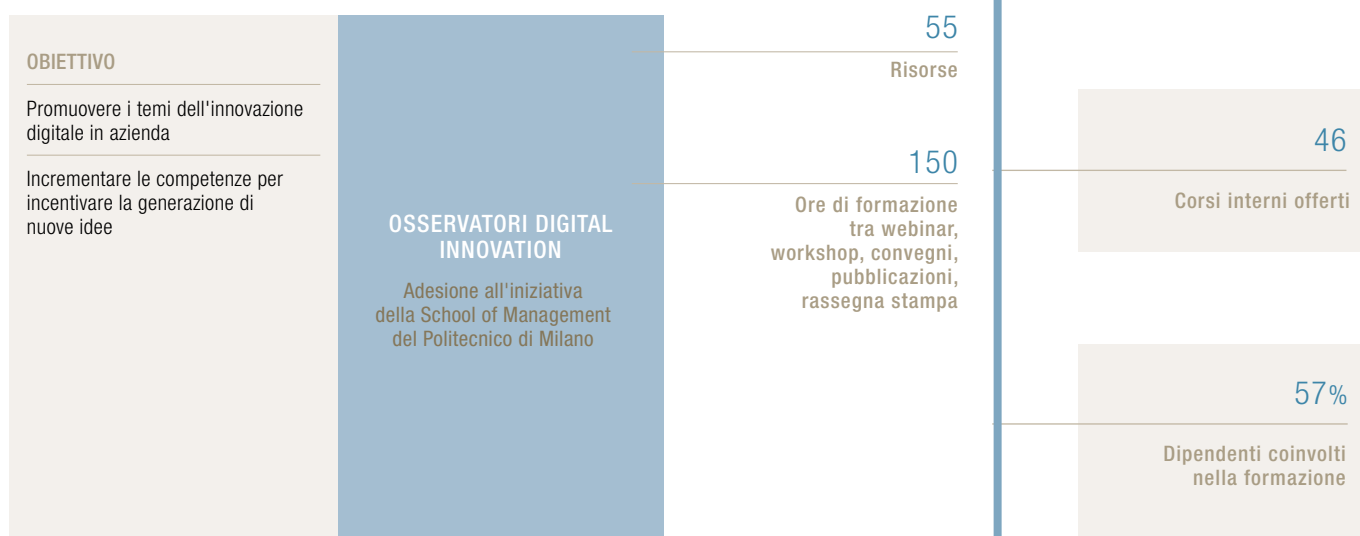 OBIETTIVO
Promuovere i temi dell'innovazione
digitale in azienda
Incrementare le competenze per
incentivare la generazione di
nuove idee
OSSERVATORI DIGITAL
INNOVATION
Adesione all'iniziativa
della School of Management
del Politecnico di Milano
55
Risorse
150
Ore di formazione
tra webinar,
workshop, convegni,
pubblicazioni,
rassegna stampa
46
Corsi interni offerti
57%
Dipendenti coinvolti
nella formazione